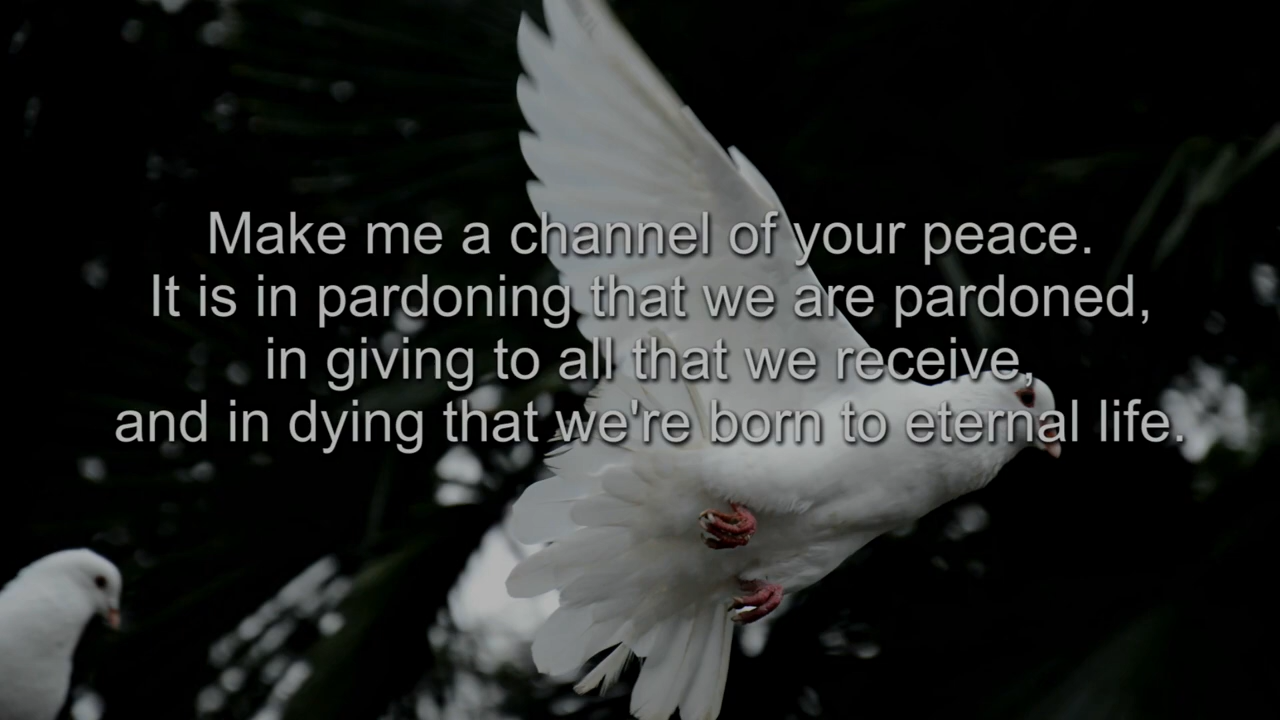 Make me a channel of your peace.
It is in pardoning that we are pardoned,
in giving to all that we receive,
and in dying that we're born to eternal life.